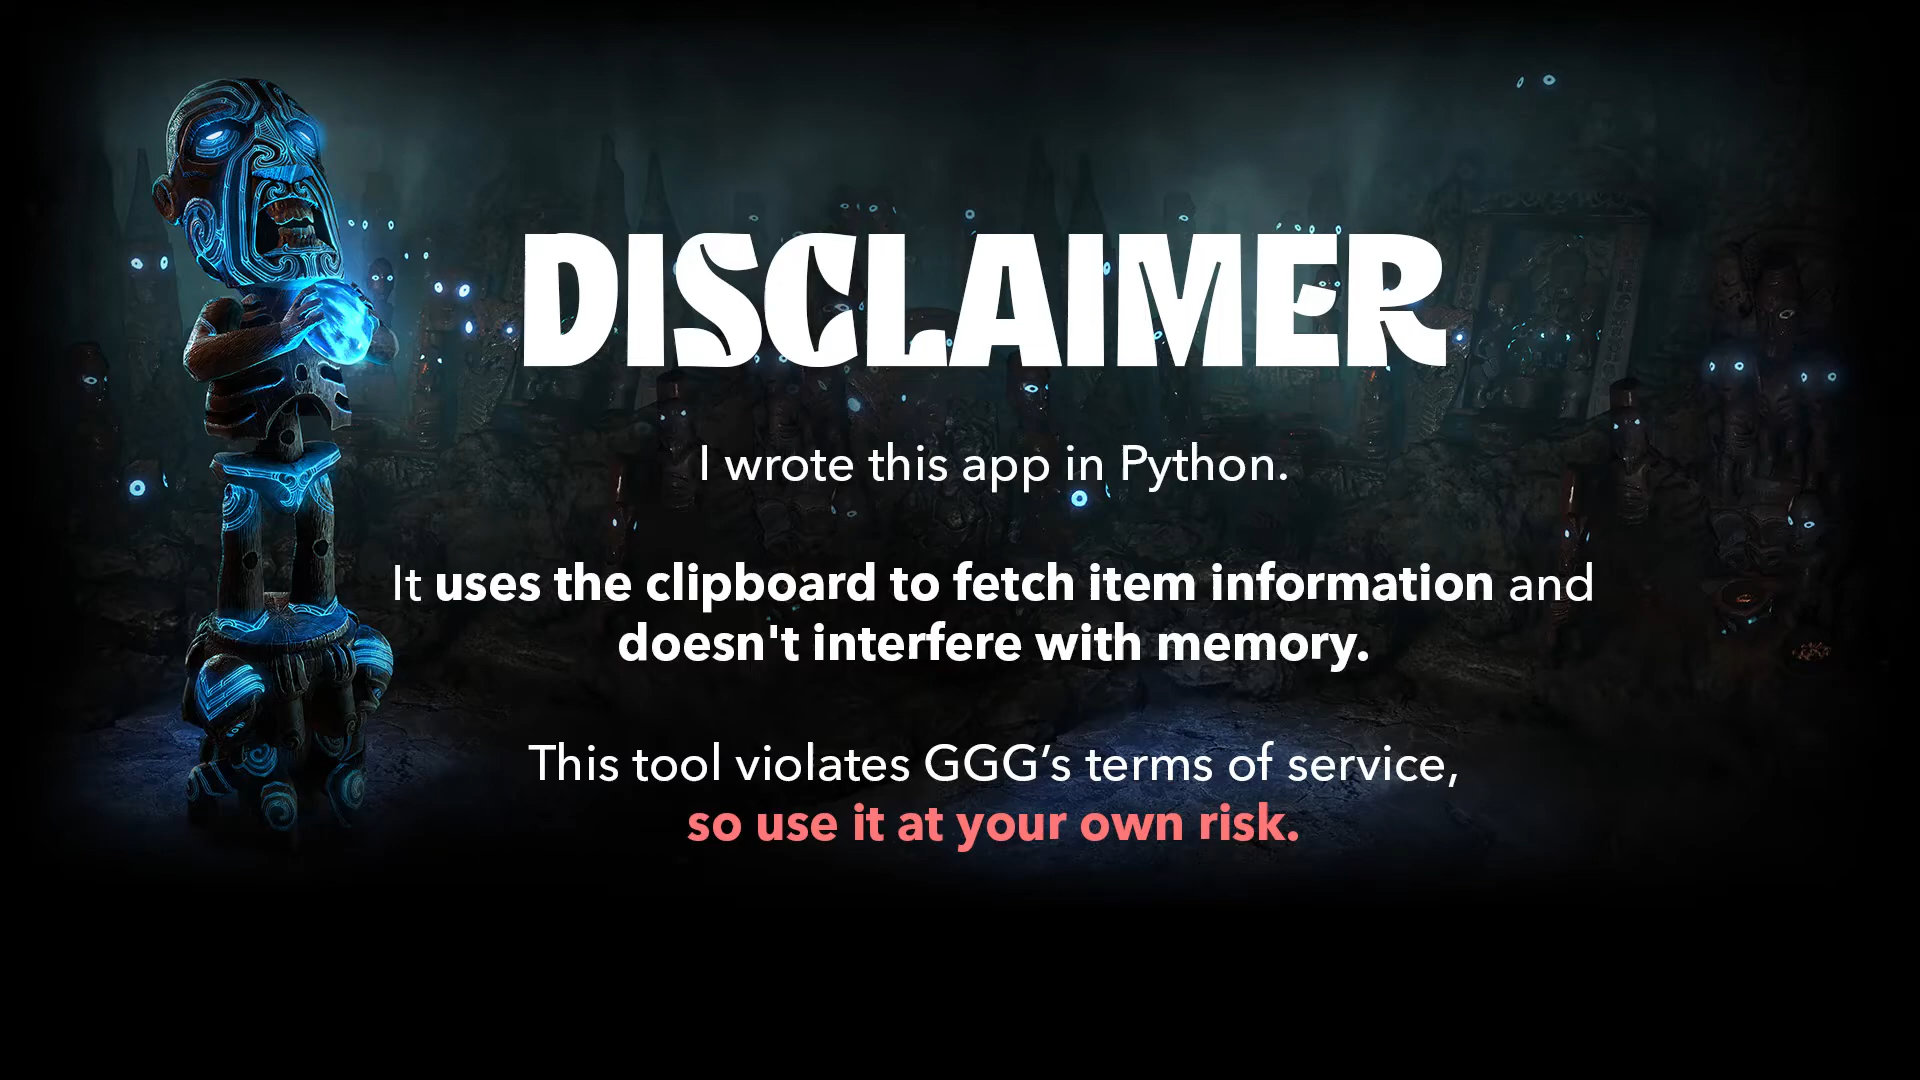 DISCLAIMER
I wrote this app in Python.
It uses the clipboard to fetch item information and
doesn't interfere with memory.
This tool violates GGG’s terms of service,
so use it at your own risk.